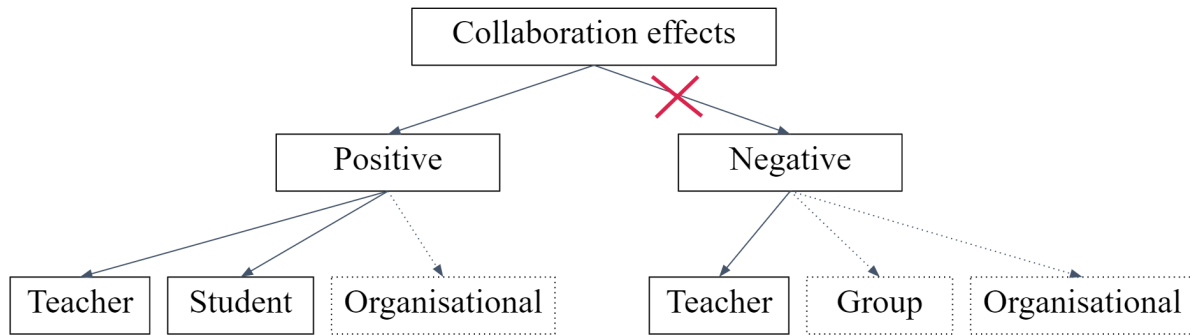 Collaboration effects
Positive
Negative
Teacher
Student
Organisational
Teacher
Group
Organisational